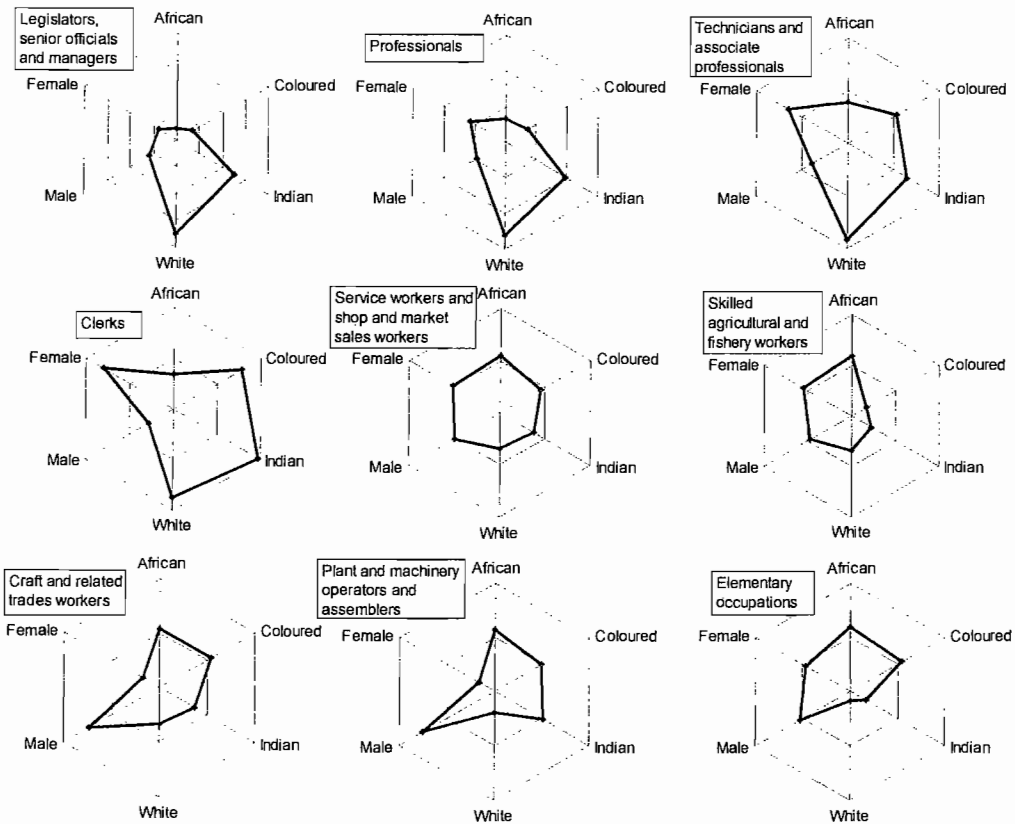 Legislators,
senior officials
and managers
African
Female
Coloured
Male
Indian
White
Professionals
African
Female
Coloured
Male
Indian
White
Technicians and
associate
professionals
African
Female
Coloured
Male
Indian
White
Clerks
African
Female
Coloured
Male
Indian
White
Service workers and
shop and market
sales workers
African
Female
Coloured
Male
Indian
White
Skilled
agricultural and
fishery workers
African
Female
Coloured
Male
Indian
White
Craft and related
trades workers
African
Female
Coloured
Male
Indian
White
Plant and machinery
operators and
assemblers
African
Female
Coloured
Male
Indian
White
Elementary
occupations
African
Female
Coloured
Male
Indian
White